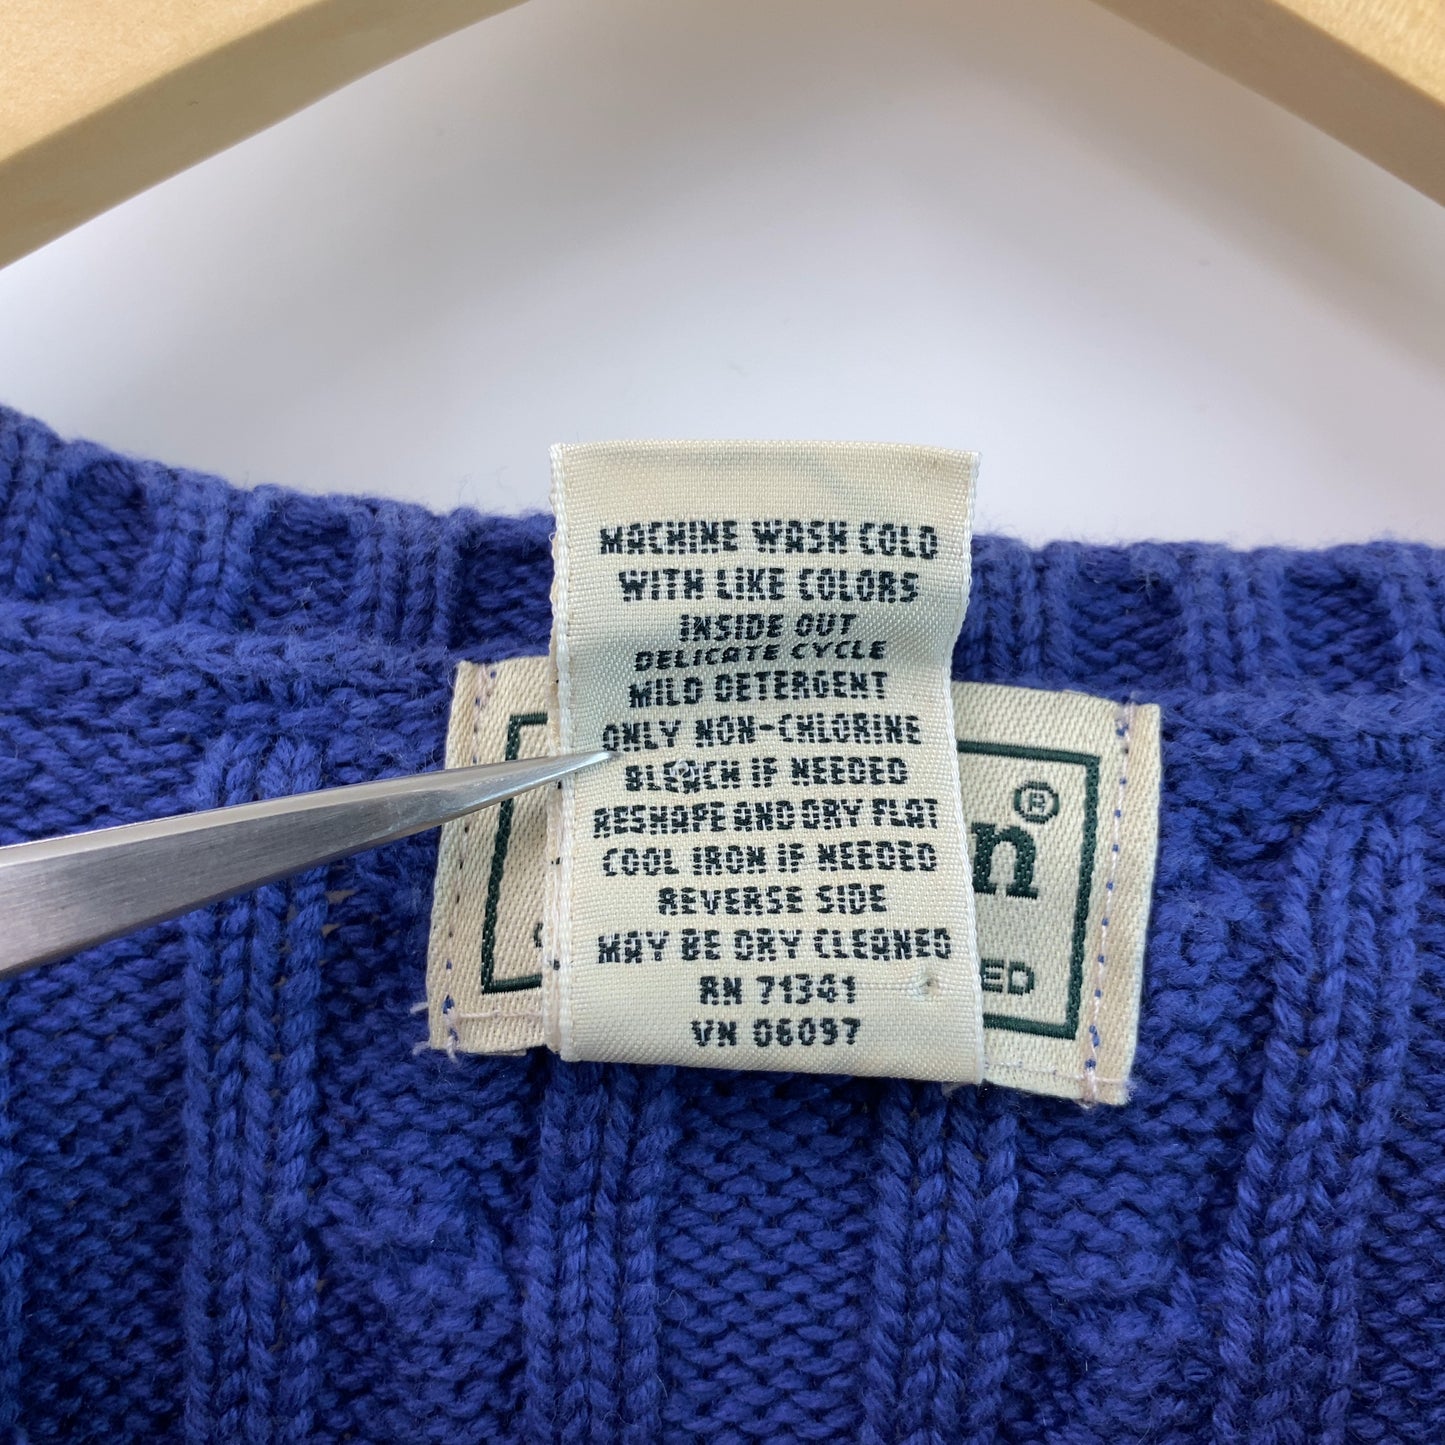 MACHINE WASH COLD
WITH LIKE COLORS
INSIDE OUT
DELICATE CYCLE
MILD DETERGENT
ONLY NON-CHLORINE
BLEACH IF NEEDED
RESHAPE AND DRY FLAT
COOL IRON IF NEEDED
REVERSE SIDE
MAY BE DRY CLEANED
RN 71341
VN 06097
n®
ED